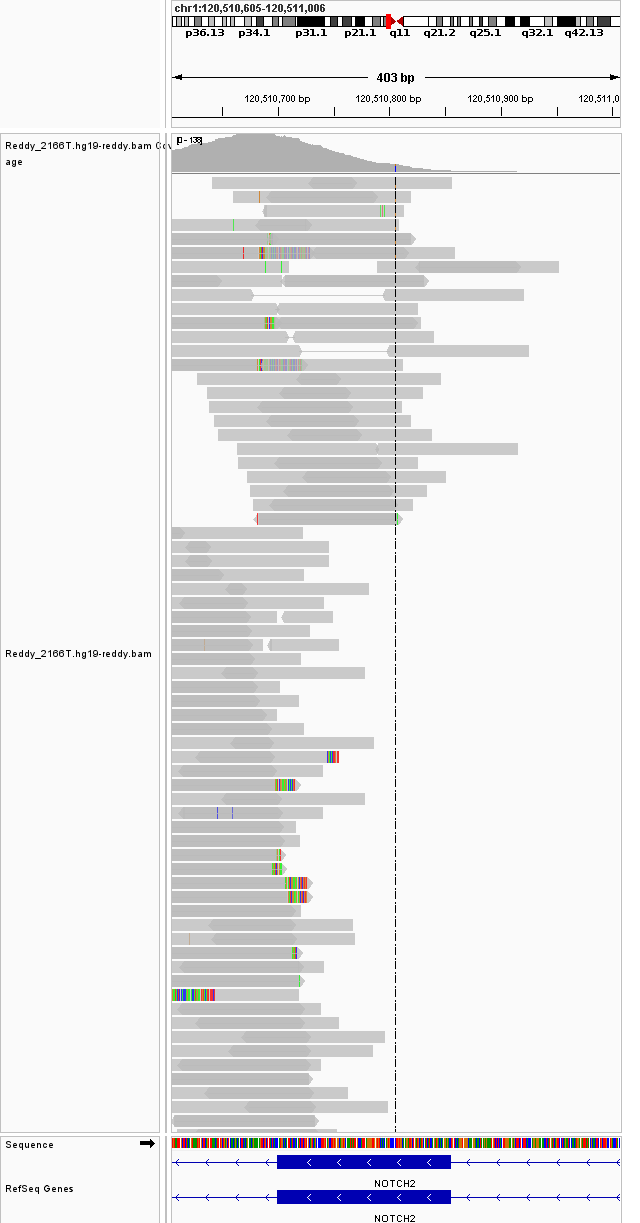 chr1:120,510,605-120,511,006
p36.13 p34.1 p31.1 p21.1 q11 q21.2 q25.1 q32.1 q42.13
403 bp
120,510,700 bp 120,510,800 bp 120,510,900 bp 120,511,0
Reddy_2166T.hg19-reddy.bam Cov
age
[0 - 138]
Reddy_2166T.hg19-reddy.bam
Sequence
NOTCH2
RefSeq Genes
NOTCH2